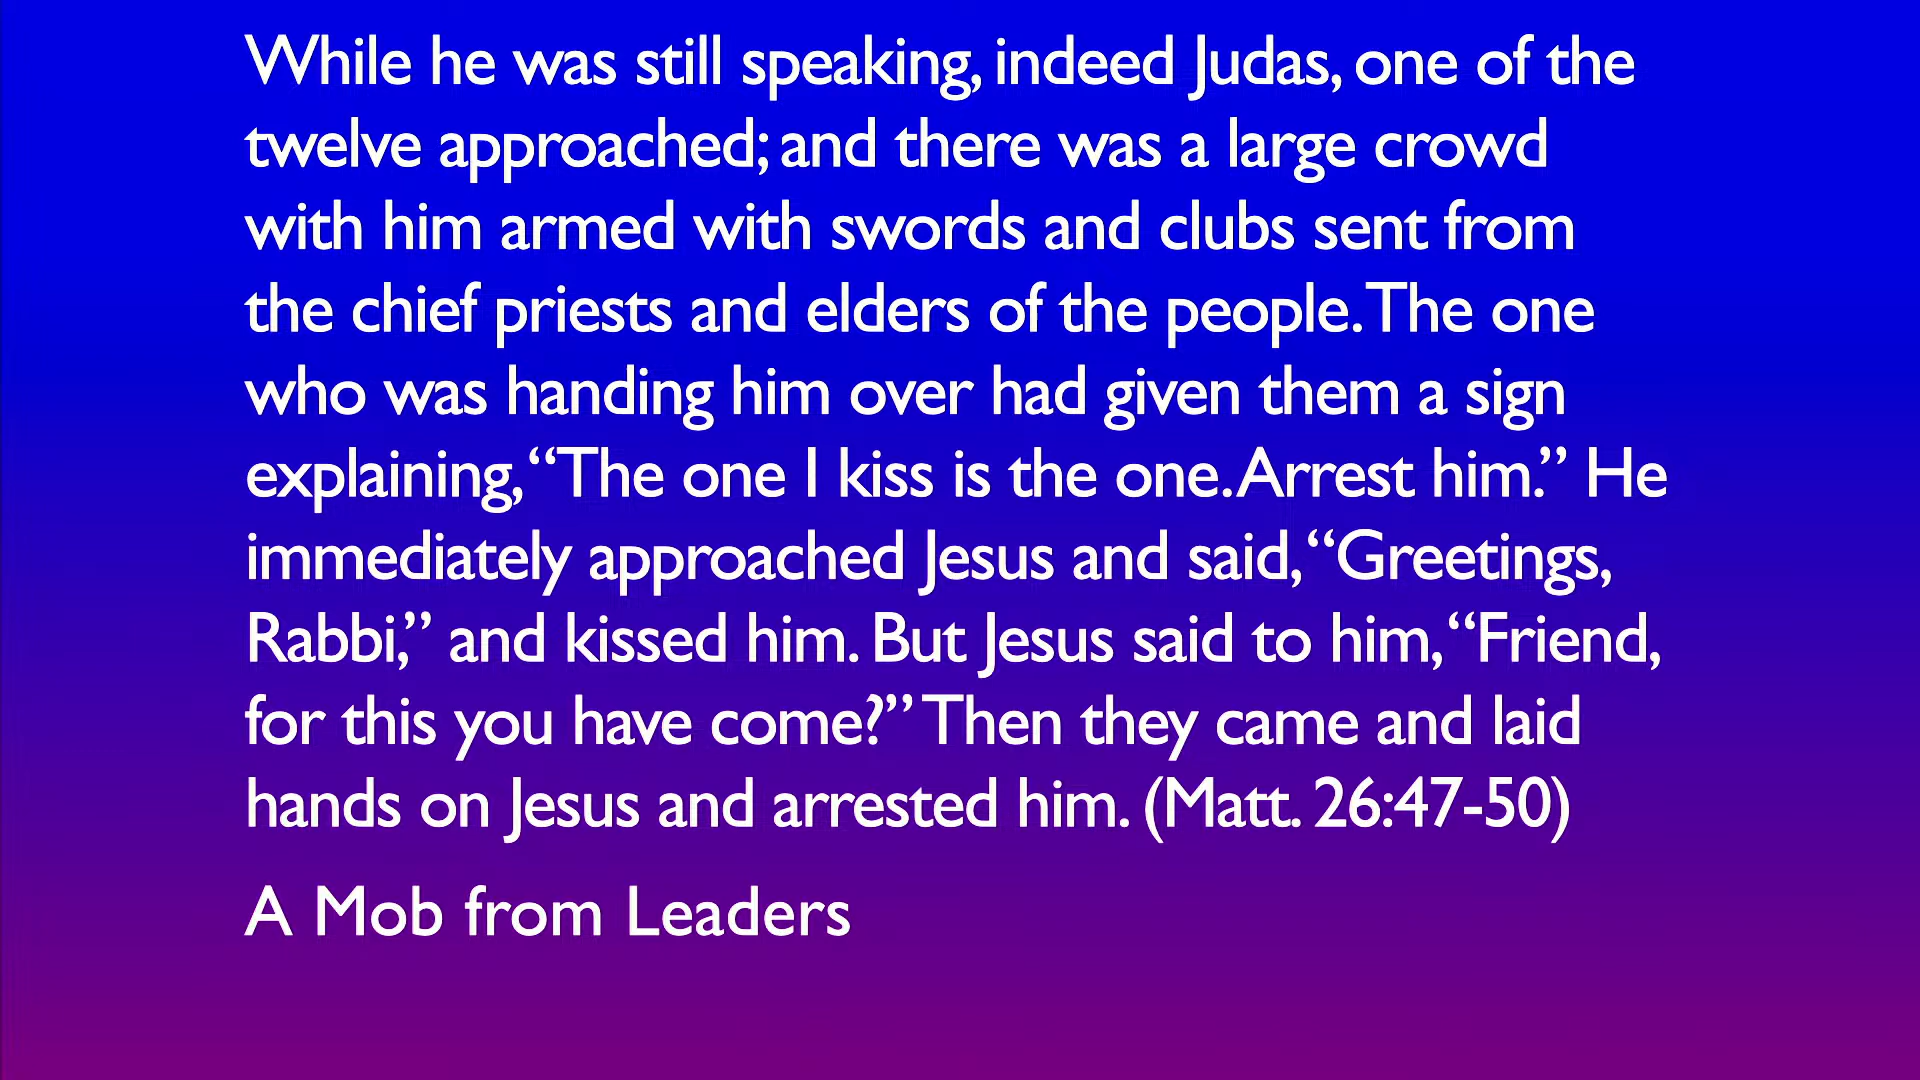 While he was still speaking, indeed Judas, one of the
twelve approached; and there was a large crowd
with him armed with swords and clubs sent from
the chief priests and elders of the people. The one
who was handing him over had given them a sign
explaining, “The one I kiss is the one. Arrest him.” He
immediately approached Jesus and said, “Greetings,
Rabbi,” and kissed him. But Jesus said to him, “Friend,
for this you have come?” Then they came and laid
hands on Jesus and arrested him. (Matt. 26:47-50)
A Mob from Leaders